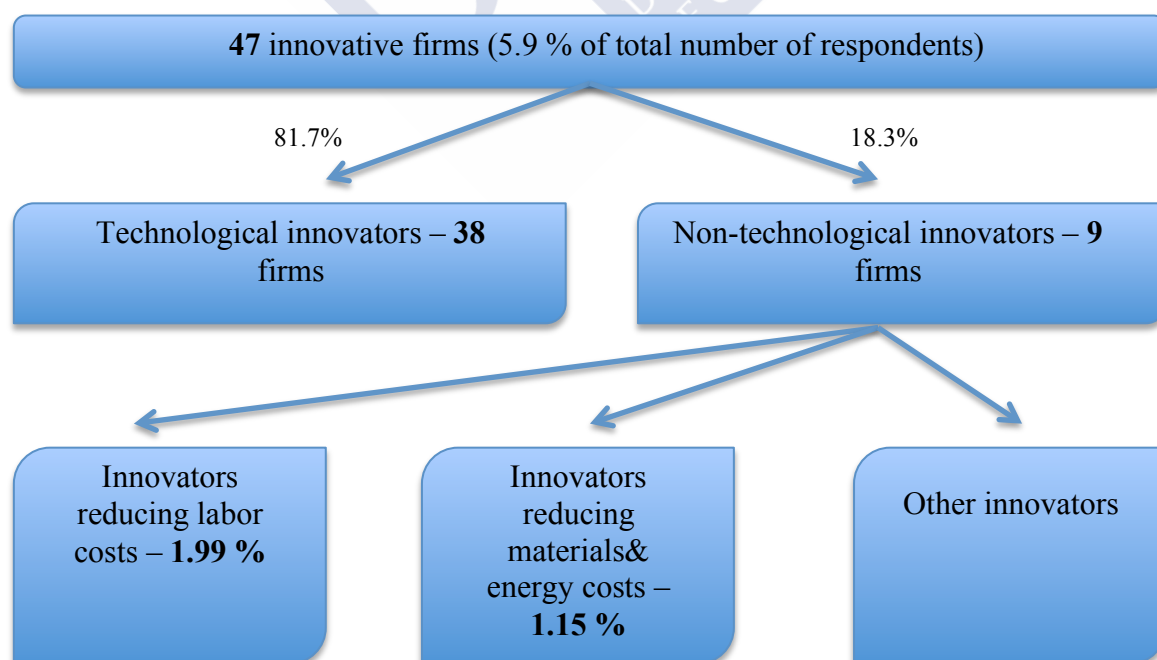 47 innovative firms (5.9 % of total number of respondents)
81.7%
18.3%
Technological innovators – 38
firms
Non-technological innovators – 9
firms
Innovators
reducing labor
costs – 1.99 %
Innovators
reducing
materials&
energy costs –
1.15 %
Other innovators